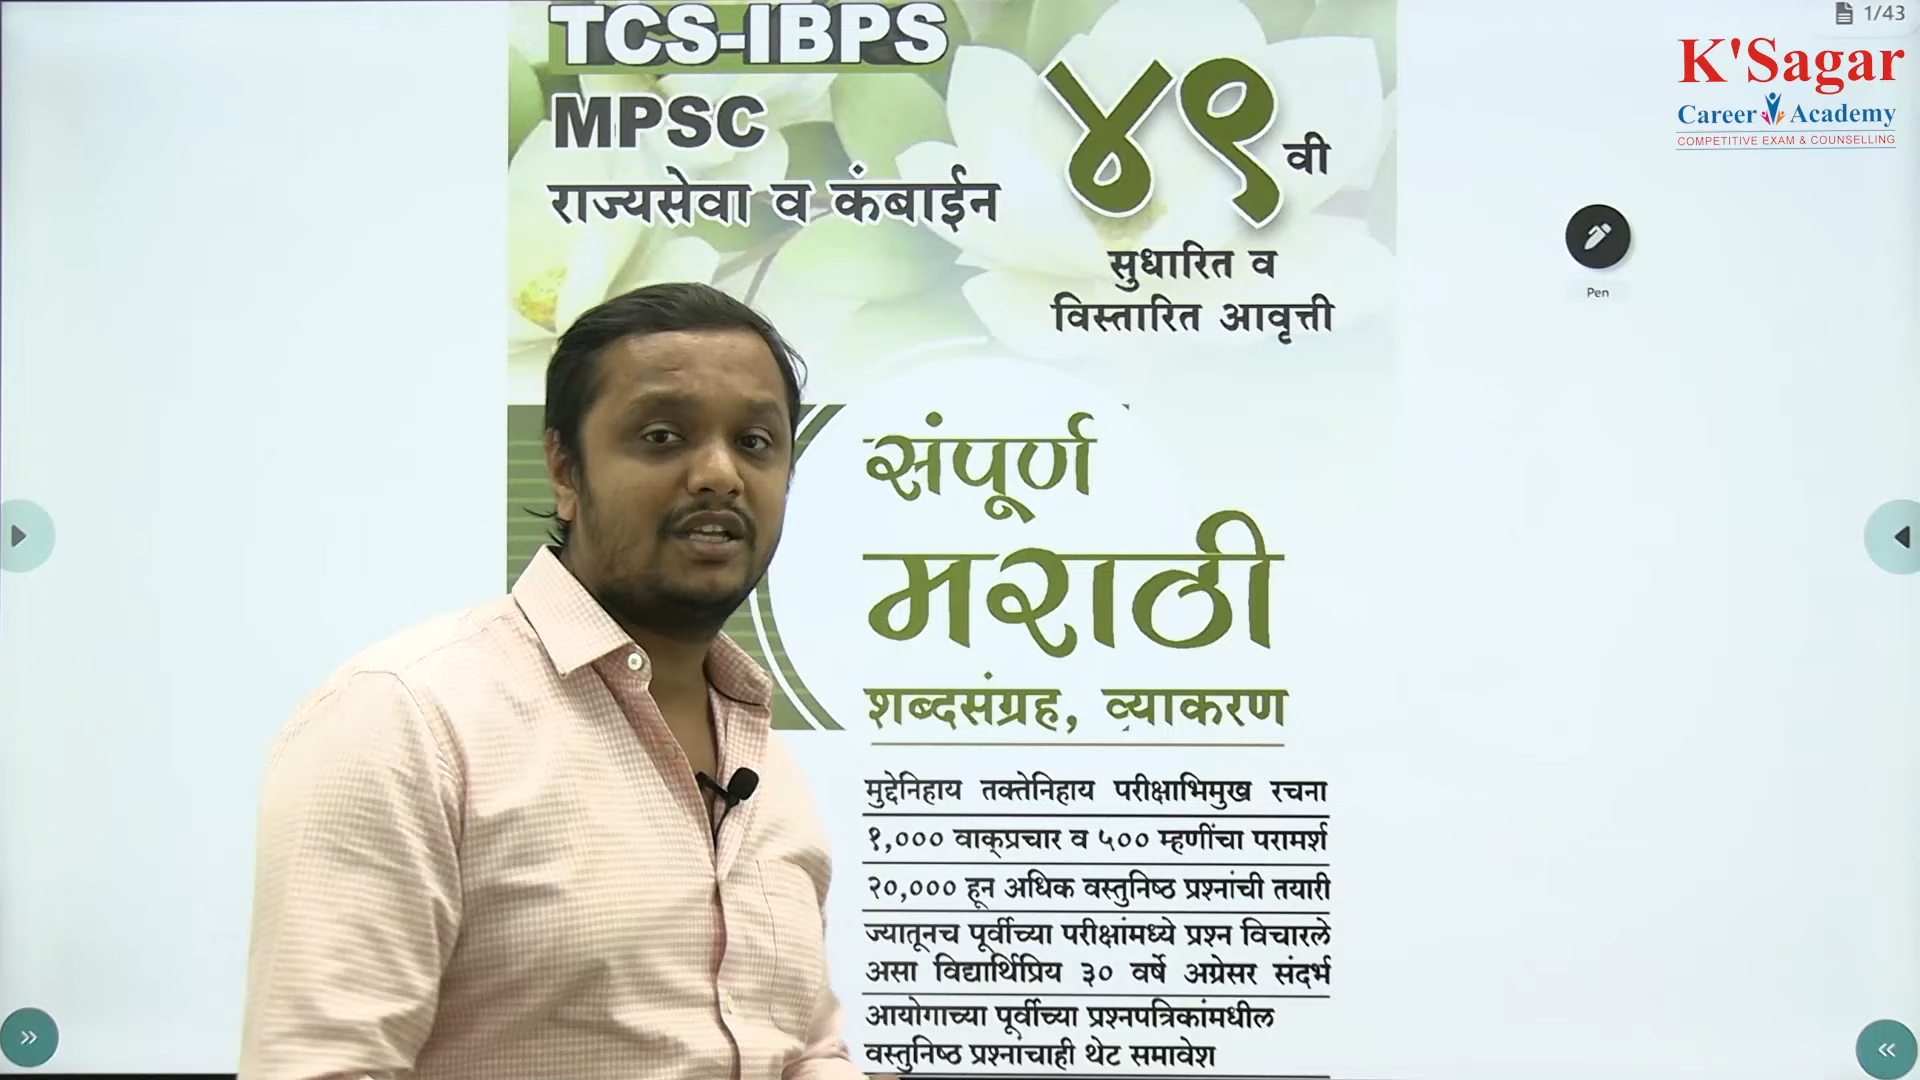 TCS-IBPS
MPSC
राज्यसेवा व कंबाईन
४९ वी
सुधारित व
विस्तारित आवृत्ती
संपूर्ण
मराठी
शब्दसंग्रह, व्याकरण
मुद्देनिहाय तक्तेनिहाय परीक्षाभिमुख रचना
१,००० वाक्प्रचार व ५०० म्हणींचा परामर्श
२०,००० हून अधिक वस्तुनिष्ठ प्रश्नांची तयारी
ज्यातूनच पूर्वीच्या परीक्षांमध्ये प्रश्न विचारले
असा विद्यार्थिप्रिय ३० वर्षे अग्रेसर संदर्भ
आयोगाच्या पूर्वीच्या प्रश्नपत्रिकांमधील
वस्तुनिष्ठ प्रश्नांचाही थेट समावेश
1/43
K'Sagar
Career Academy
COMPETITIVE EXAM & COUNSELLING
Pen